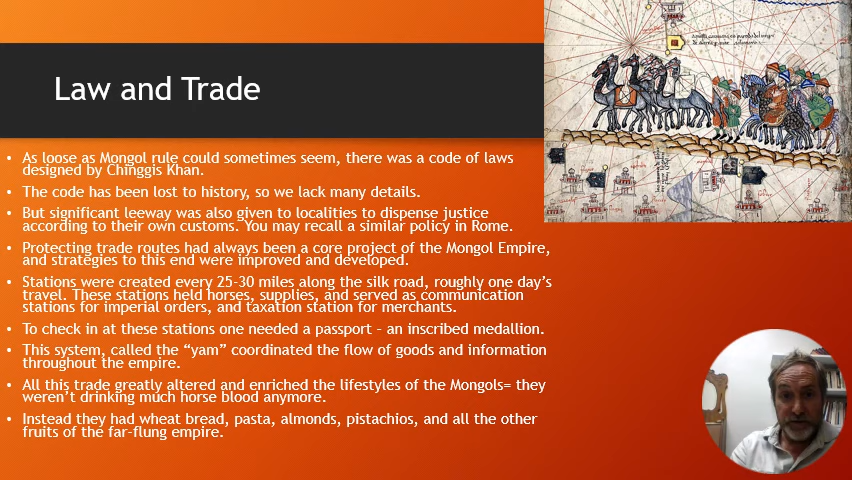 Law and Trade
• As loose as Mongol rule could sometimes seem, there was a code of laws
designed by Chinggis Khan.
• The code has been lost to history, so we lack many details.
• But significant leeway was also given to localities to dispense justice
according to their own customs. You may recall a similar policy in Rome.
• Protecting trade routes had always been a core project of the Mongol Empire,
and strategies to this end were improved and developed.
• Stations were created every 25-30 miles along the silk road, roughly one day's
travel. These stations held horses, supplies, and served as communication
stations for imperial orders, and taxation station for merchants.
• To check in at these stations one needed a passport – an inscribed medallion.
• This system, called the “yam” coordinated the flow of goods and information
throughout the empire.
• All this trade greatly altered and enriched the lifestyles of the Mongols= they
weren't drinking much horse blood anymore.
• Instead they had wheat bread, pasta, almonds, pistachios, and all the other
fruits of the far-flung empire.